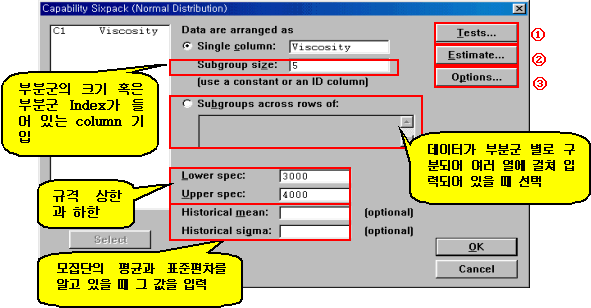 Capability Sixpack (Normal Distribution)
C1 Viscosity
Data are arranged as
Single column: Viscosity
Subgroup size: 5
(use a constant or an ID column)
Subgroups across rows of:
Tests...
①
Estimate...
②
Options...
③
부분군의 크기 혹은
부분군 Index가 들
어 있는 column 기
입
데이터가 부분군 별로 구
분되어 여러 열에 걸쳐 입
력되어 있을 때 선택
규격 상한
과 하한
Lower spec: 3000
Upper spec: 4000
Historical mean: (optional)
Historical sigma: (optional)
Select
OK
Cancel
모집단의 평균과 표준편차를
알고 있을 때 그 값을 입력